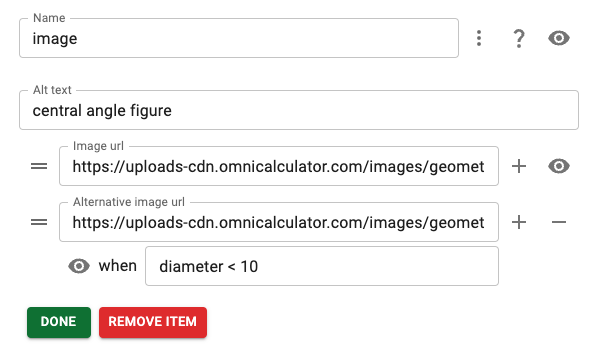 Name
image
?
Alt text
central angle figure
Image url
https://uploads-cdn.omnicalculator.com/images/geomet
Alternative image url
https://uploads-cdn.omnicalculator.com/images/geomet
when
diameter < 10
DONE
REMOVE ITEM